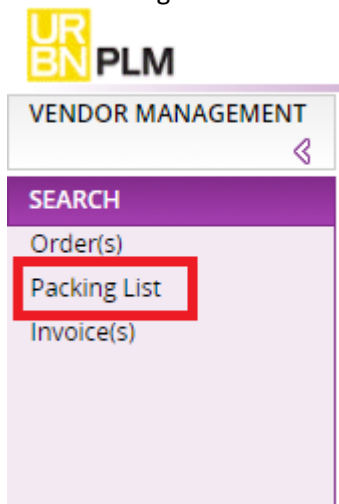 UR
BN PLM
VENDOR MANAGEMENT
SEARCH
Order(s)
Packing List
Invoice(s)